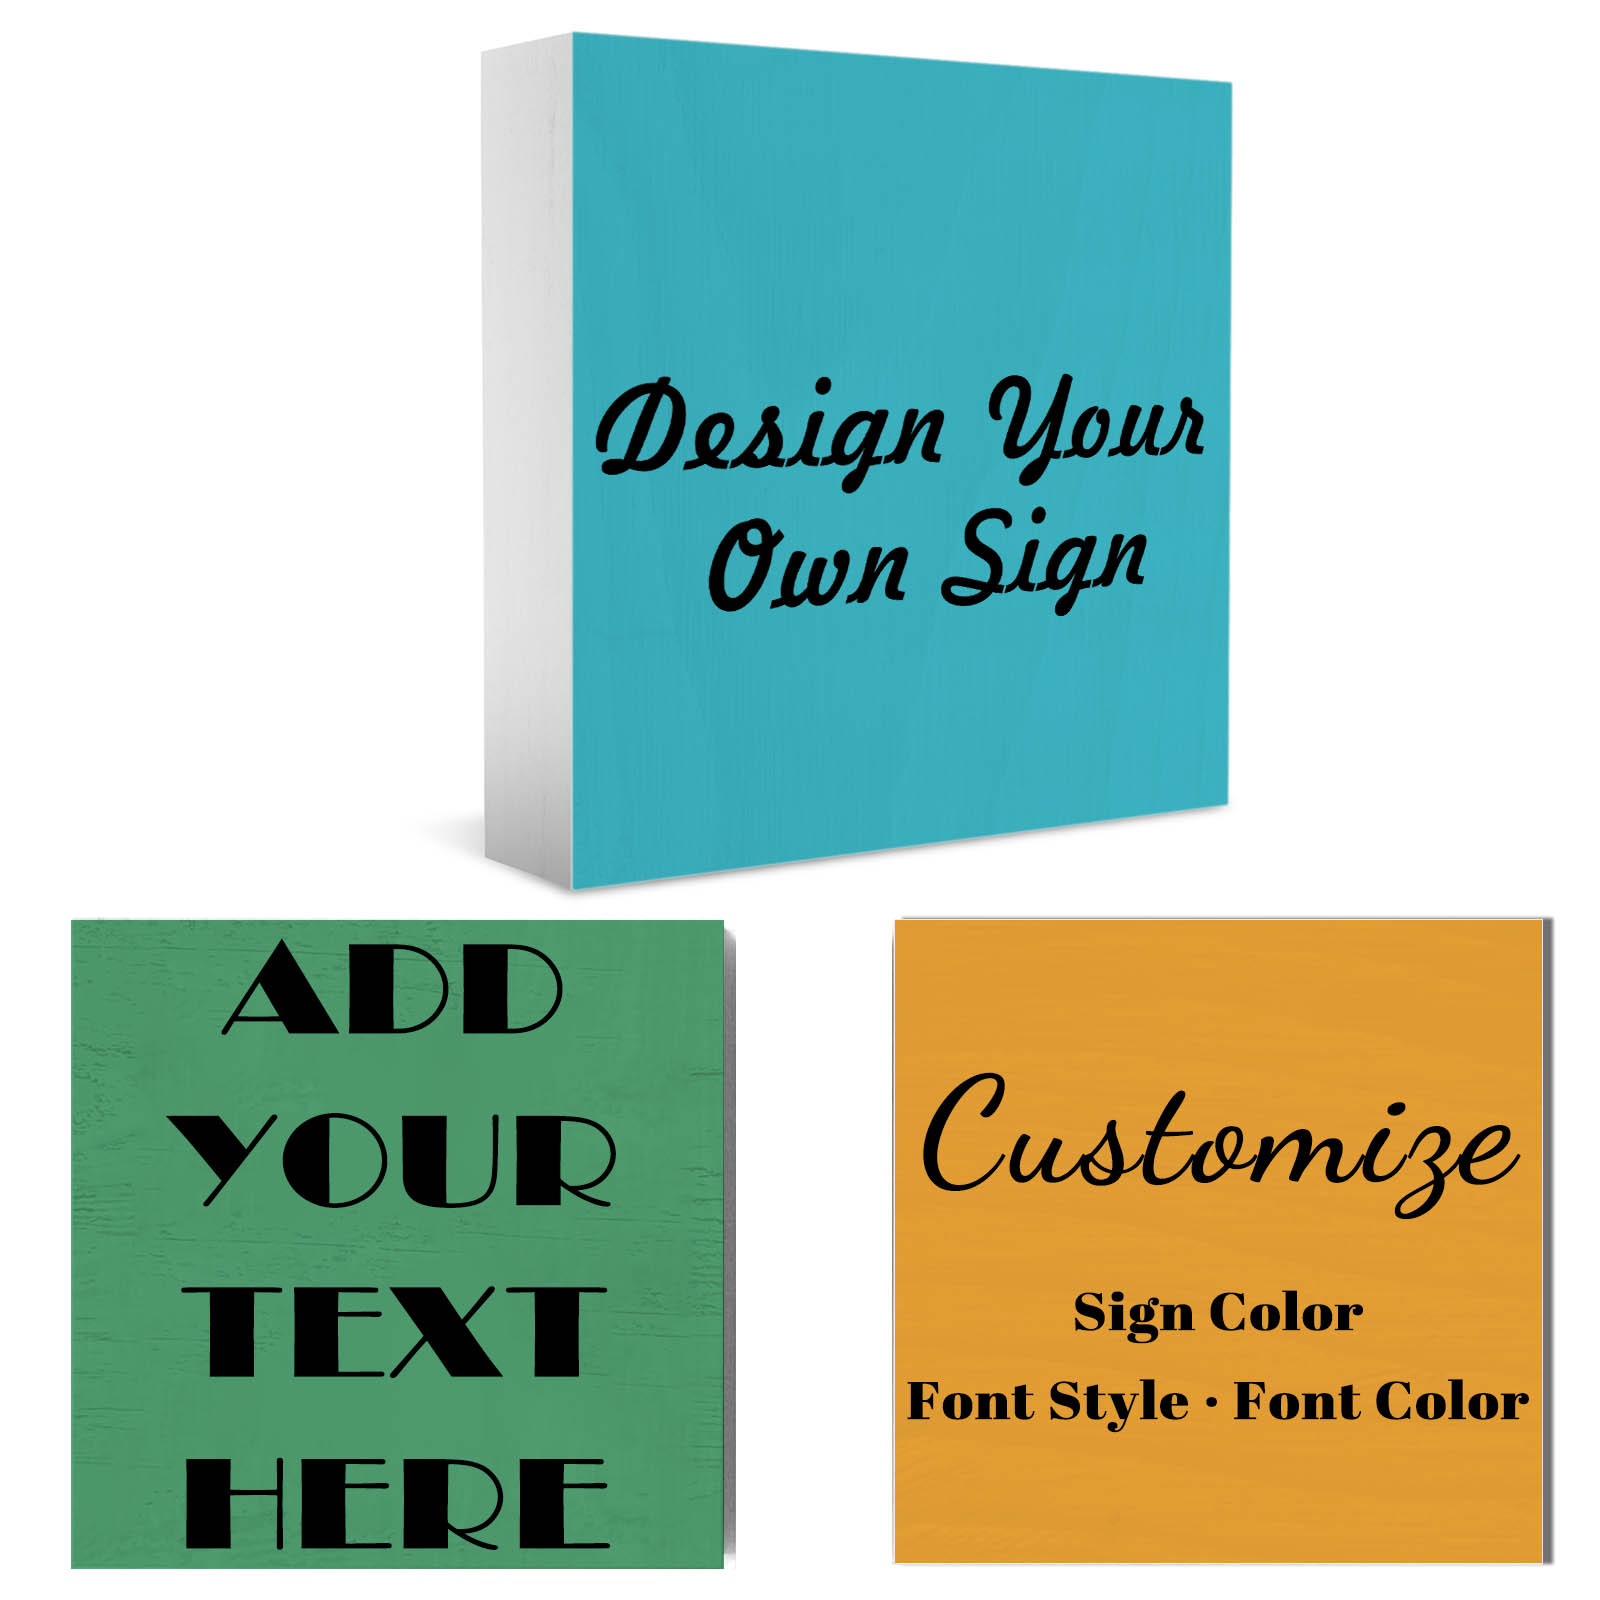 Design Your
Own Sign
ADD
YOUR
TEXT
HERE
Customize
Sign Color
Font Style · Font Color